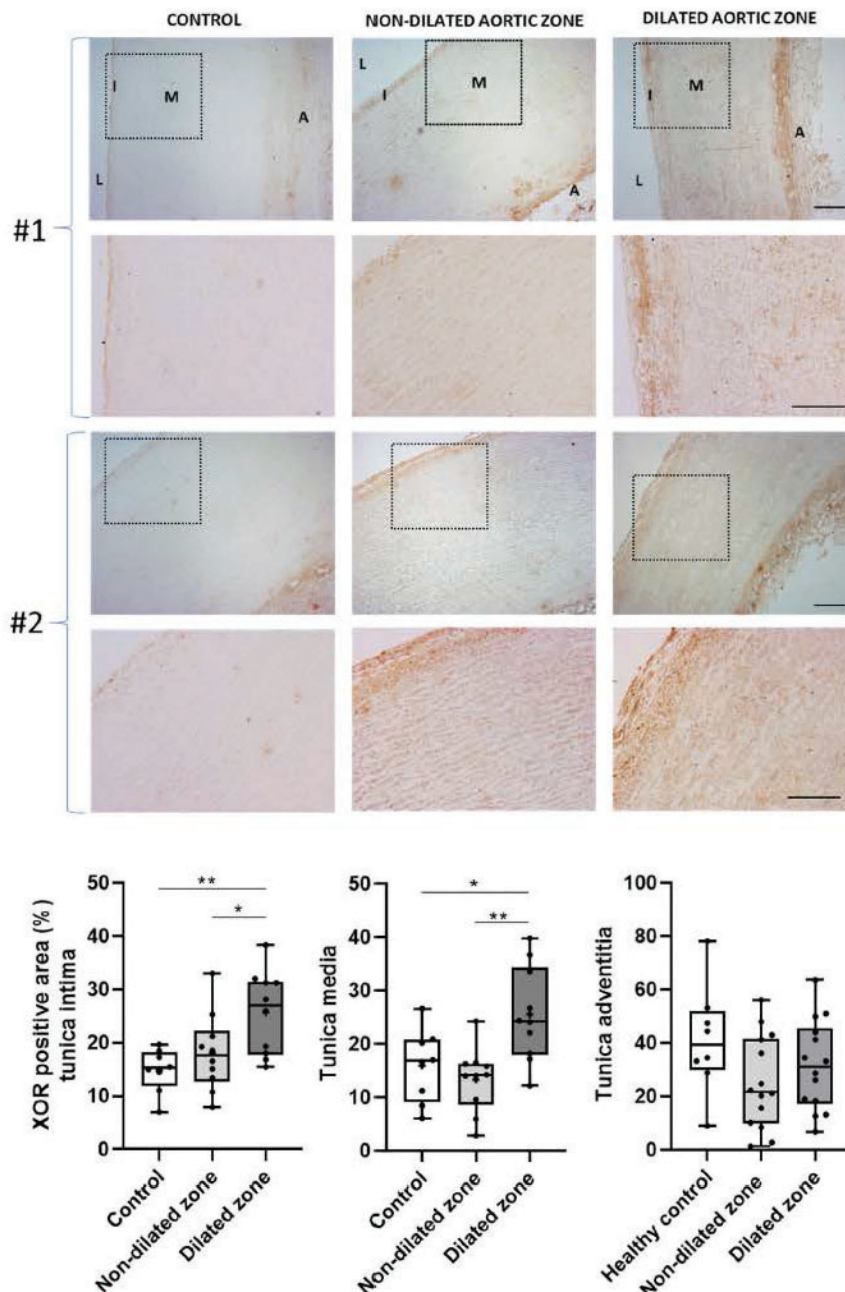 CONTROL
NON-DILATED AORTIC ZONE
DILATED AORTIC ZONE
I
M
A
L
L
I
M
A
I
M
A
L
#1
#2
XOR positive area (%)
tunica intima
50
40
30
20
10
0
**
*
Control
Non-dilated zone
Dilated zone
Tunica media
50
40
30
20
10
0
*
**
Control
Non-dilated zone
Dilated zone
Tunica adventitia
100
80
60
40
20
0
Healthy control
Non-dilated zone
Dilated zone